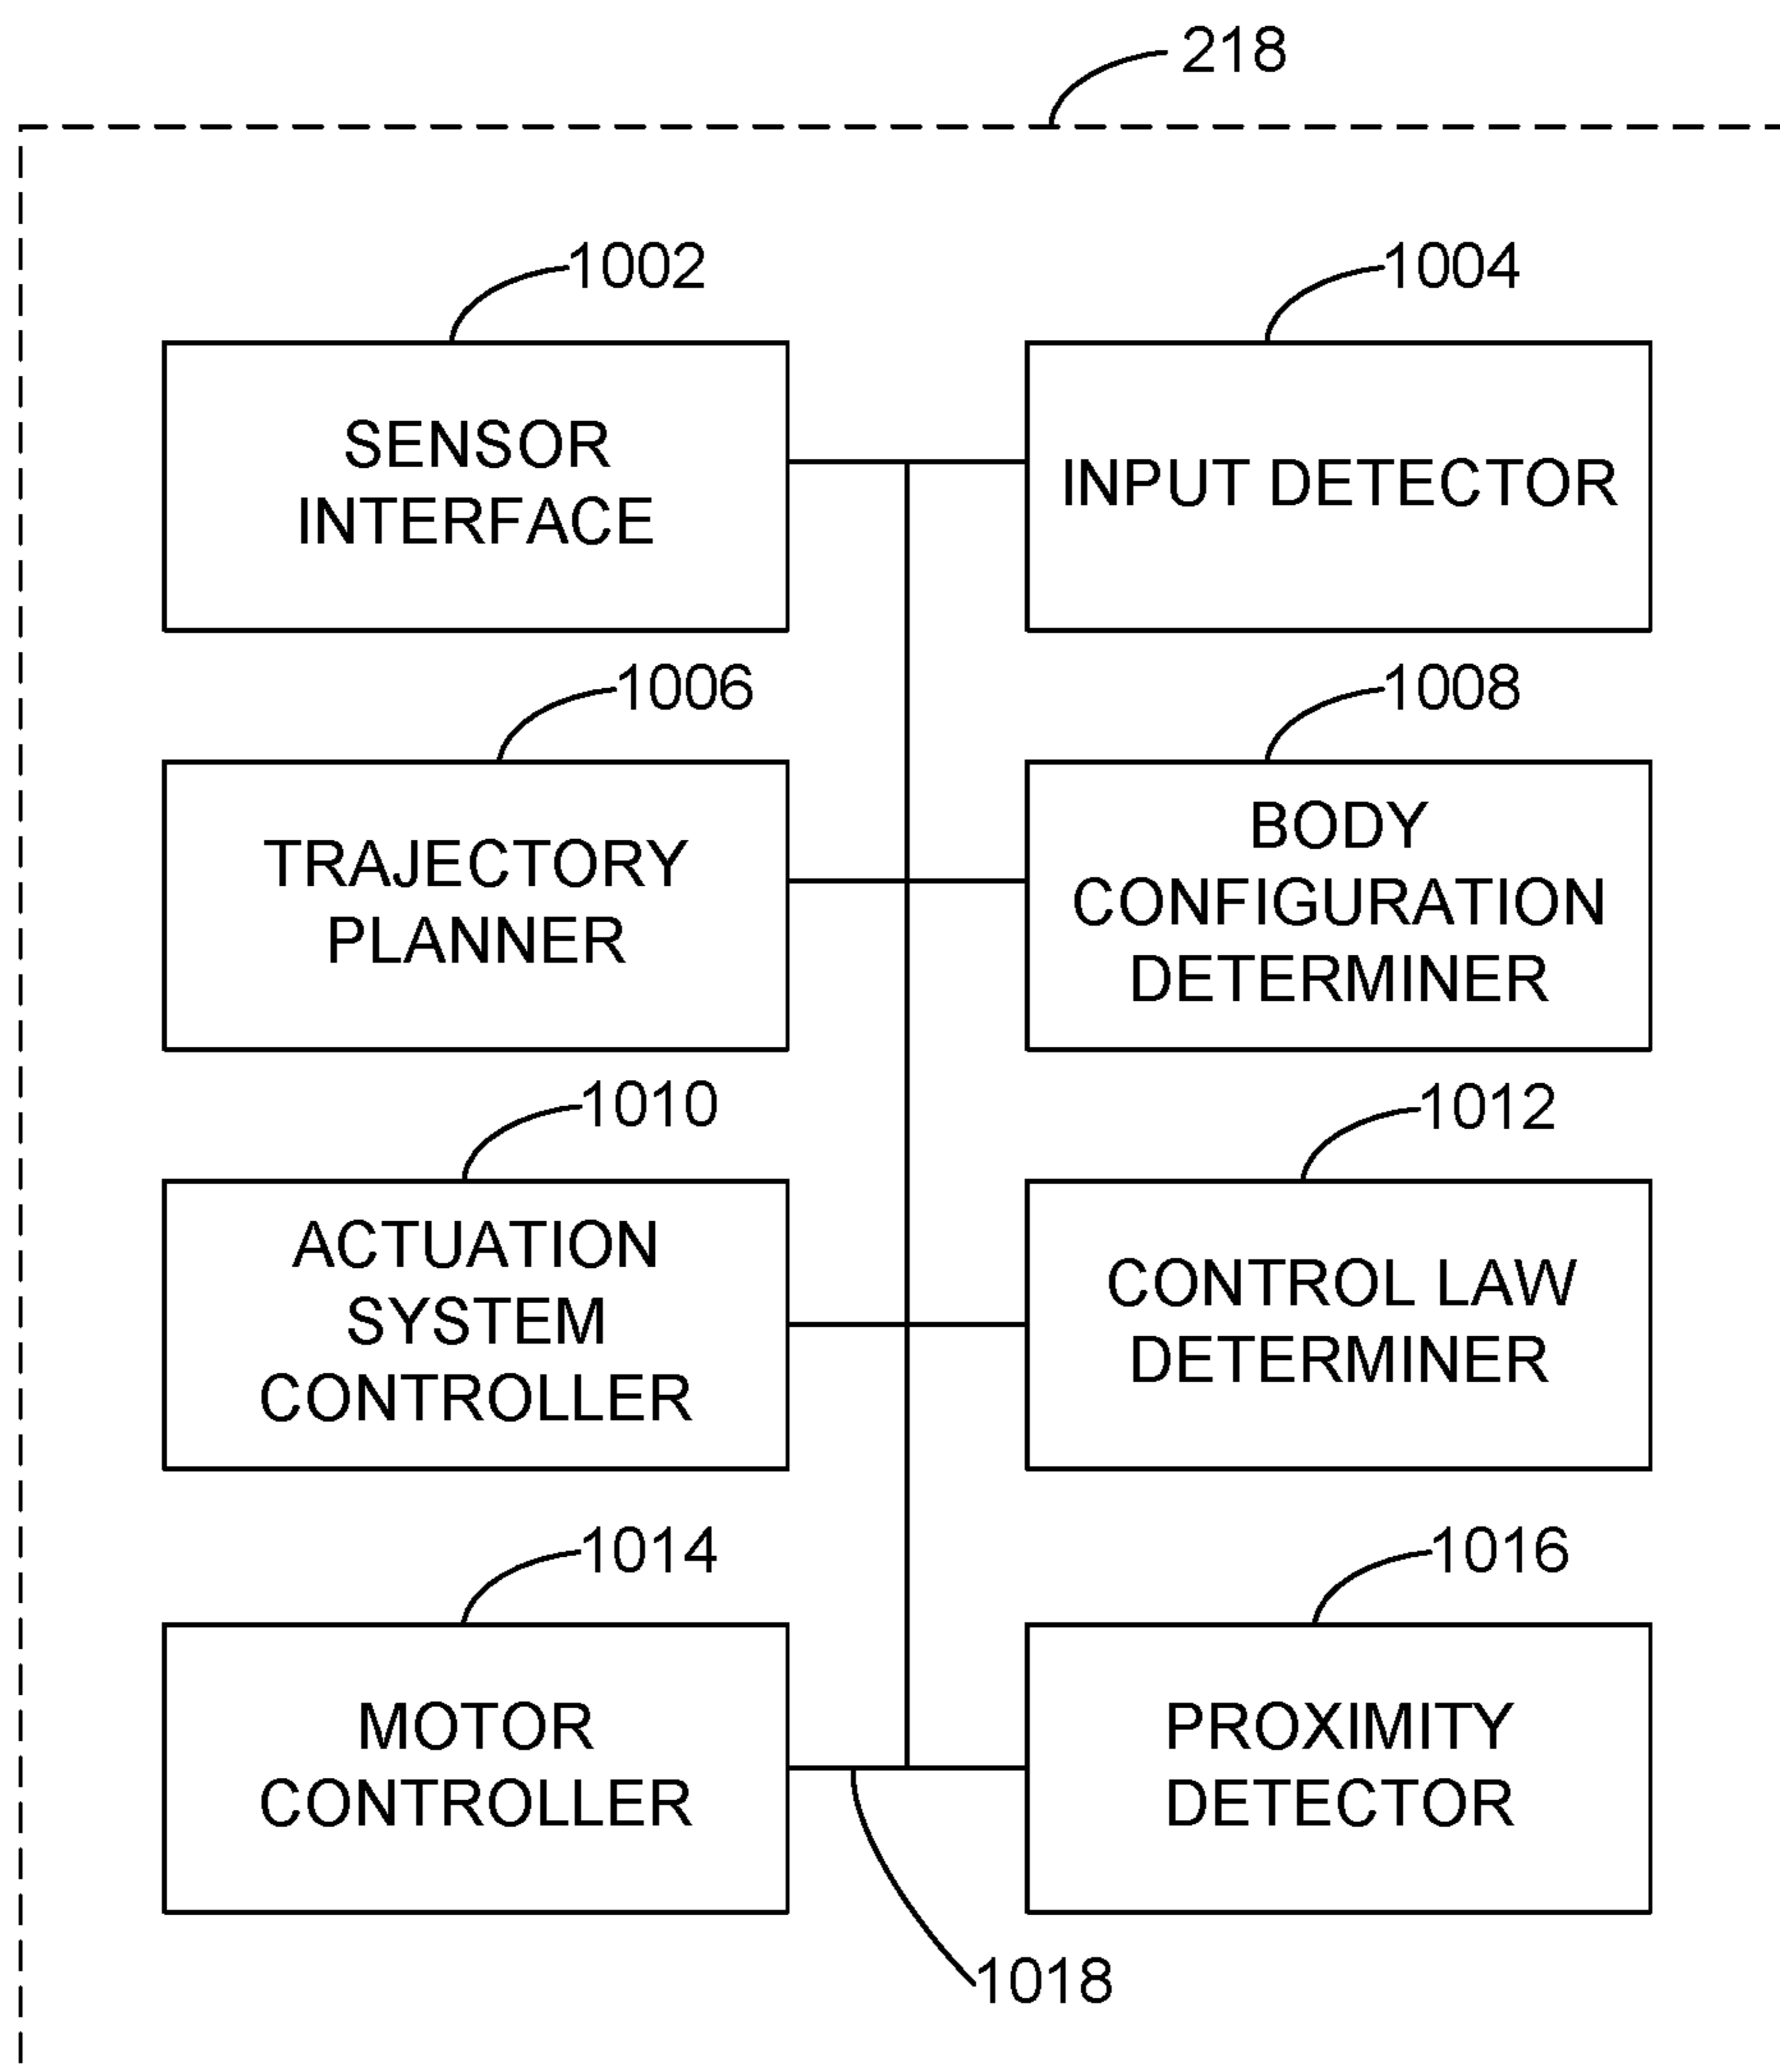 218
1002
1004
SENSOR
INTERFACE
INPUT DETECTOR
1006
1008
TRAJECTORY
PLANNER
BODY
CONFIGURATION
DETERMINER
1010
1012
ACTUATION
SYSTEM
CONTROLLER
CONTROL LAW
DETERMINER
1014
1016
MOTOR
CONTROLLER
PROXIMITY
DETECTOR
1018